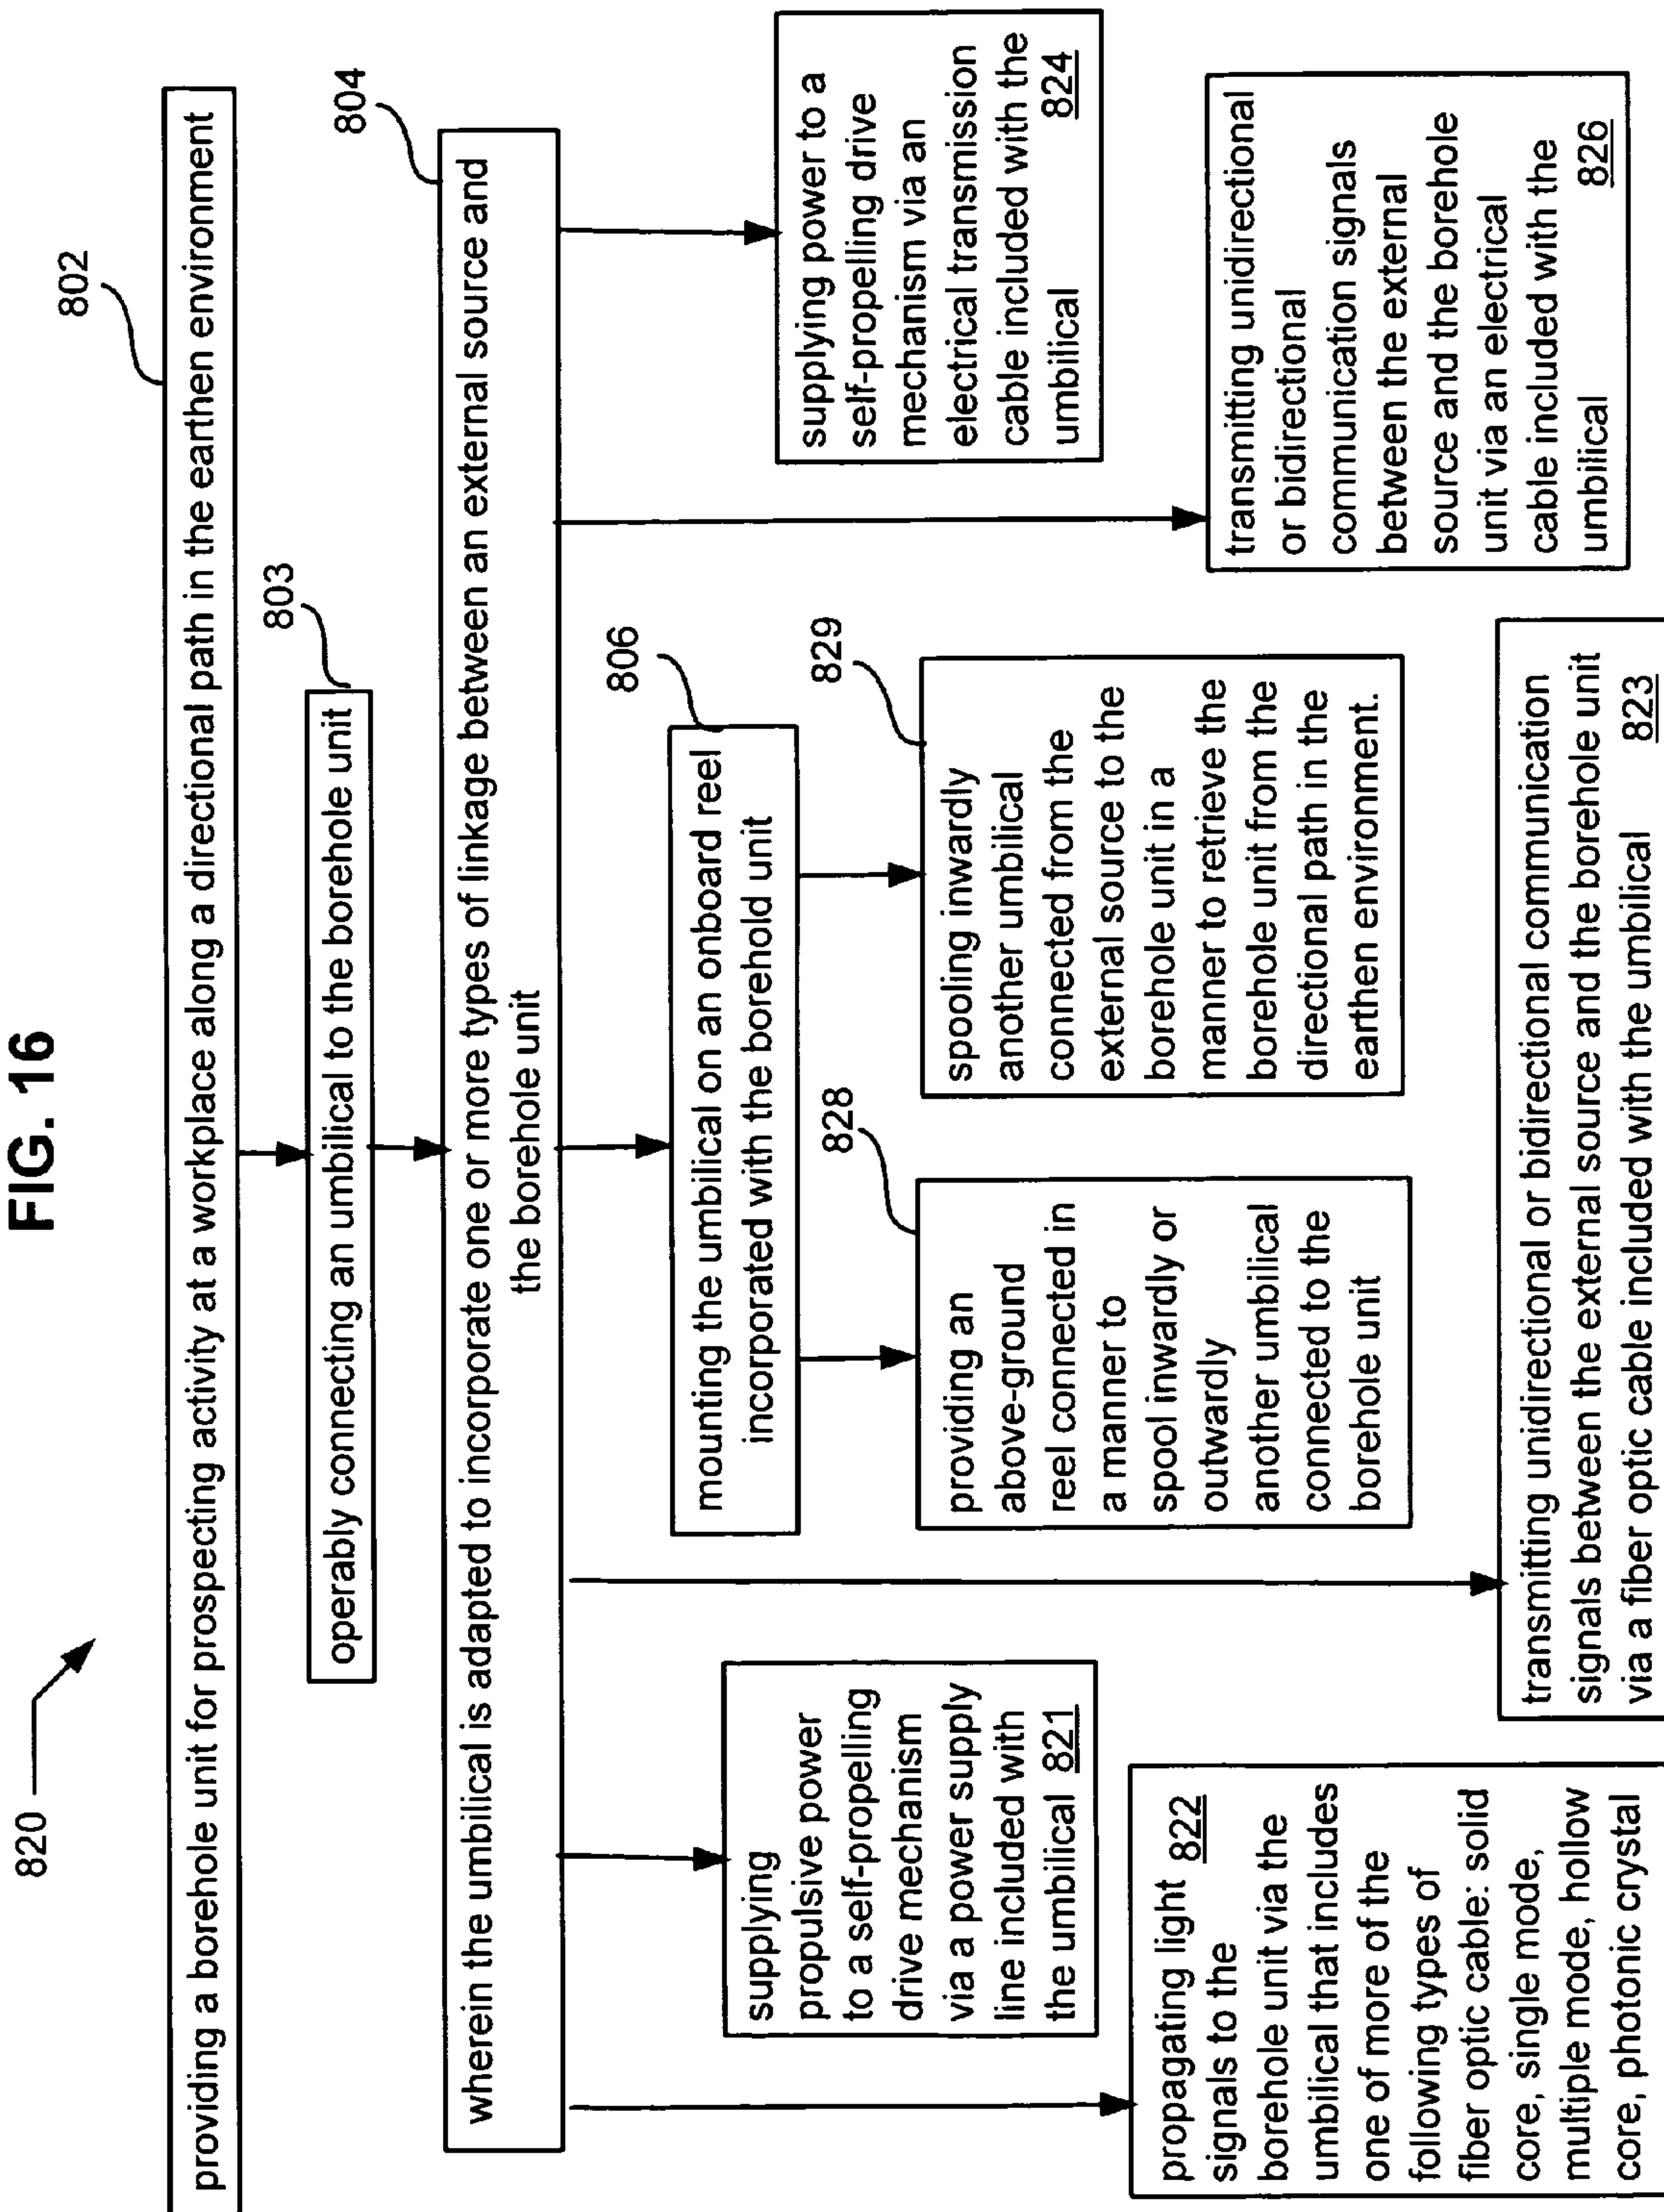 FIG. 16
820
802
providing a borehole unit for prospecting activity at a workplace along a directional path in the earthen environment
803
operably connecting an umbilical to the borehole unit
804
wherein the umbilical is adapted to incorporate one or more types of linkage between an external source and
the borehole unit
806
mounting the umbilical on an onboard reel
incorporated with the borehold unit
supplying
propulsive power
to a self-propelling
drive mechanism
via a power supply
line included with
the umbilical 821
propagating light 822
signals to the
borehole unit via the
umbilical that includes
one of more of the
following types of
fiber optic cable: solid
core, single mode,
multiple mode, hollow
core, photonic crystal
828
providing an
above-ground
reel connected in
a manner to
spool inwardly or
outwardly
another umbilical
connected to the
borehole unit
829
spooling inwardly
another umbilical
connected from the
external source to the
borehole unit in a
manner to retrieve the
borehole unit from the
directional path in the
earthen environment.
transmitting unidirectional or bidirectional communication
signals between the external source and the borehole unit
via a fiber optic cable included with the umbilical 823
supplying power to a
self-propelling drive
mechanism via an
electrical transmission
cable included with the
umbilical 824
transmitting unidirectional
or bidirectional
communication signals
between the external
source and the borehole
unit via an electrical
cable included with the
umbilical 826